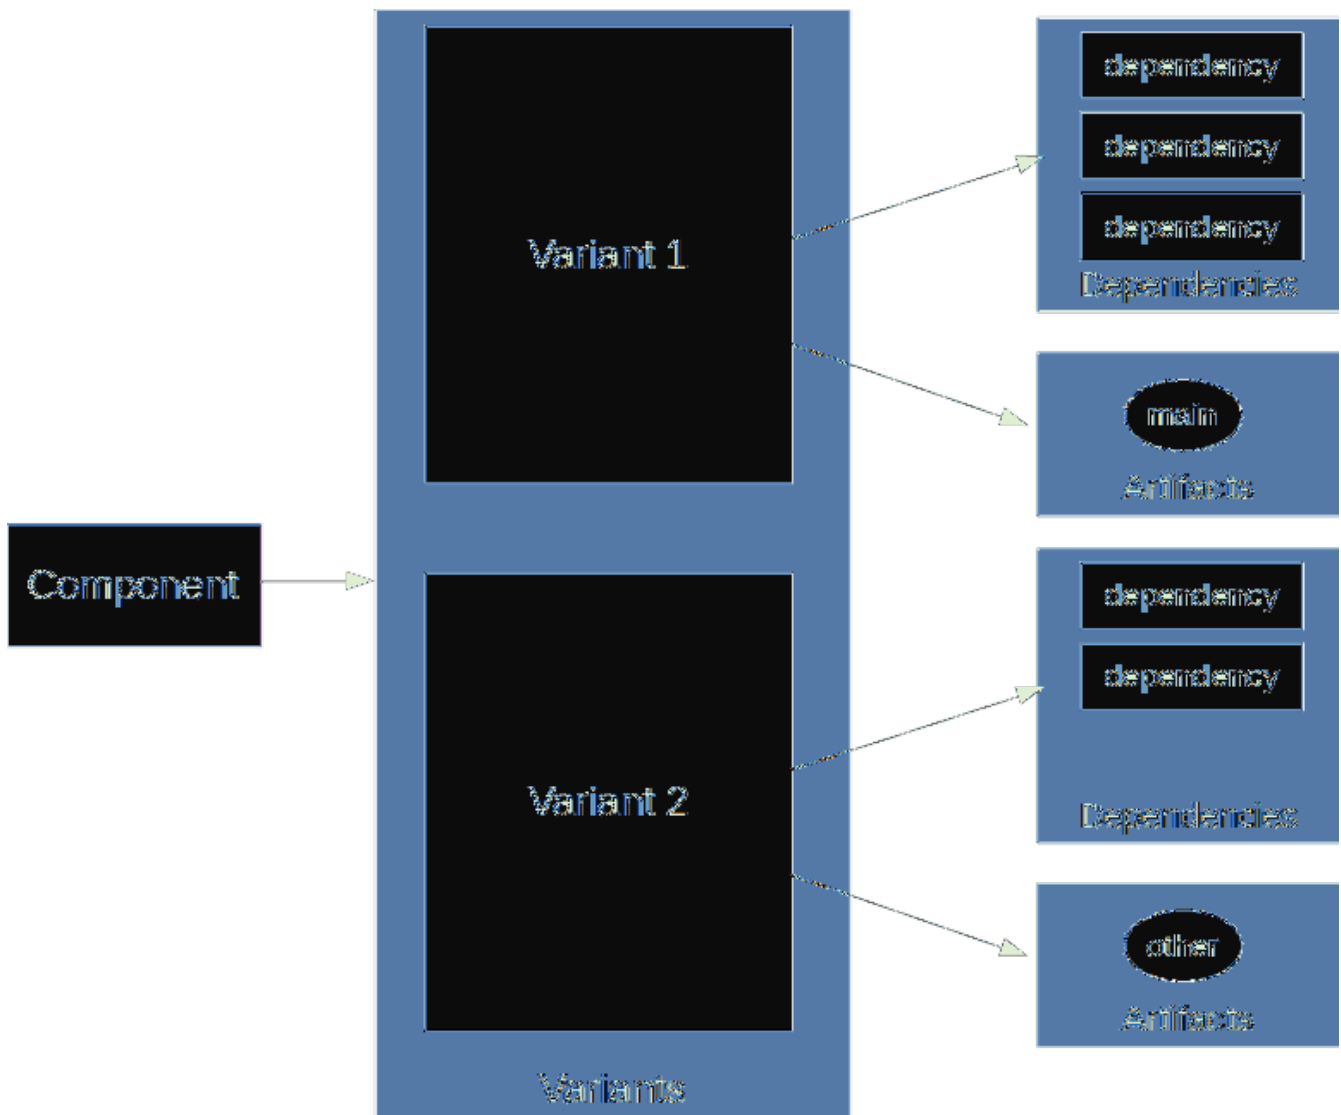 Component
Variant 1
Variant 2
Variants
dependency
dependency
dependency
Dependencies
main
Artifacts
dependency
dependency
Dependencies
other
Artifacts